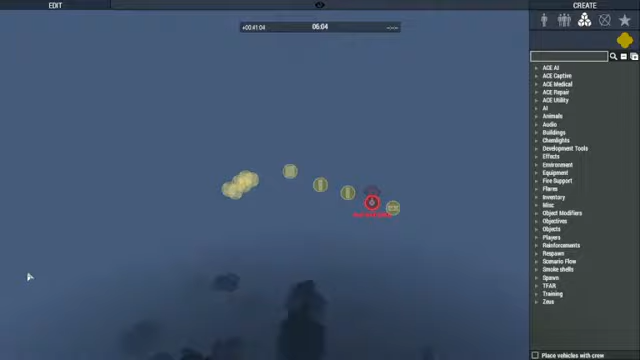 EDIT
CREATE
+00:41:04
06:04
--:--
ACE AI
ACE Captive
ACE Medical
ACE Repair
ACE Utility
AI
Animals
Audio
Buildings
Chemlights
Development Tools
Effects
Environment
Equipment
Fire Support
Flares
Inventory
Misc
Object Modifiers
Objectives
Objects
Players
Reinforcements
Respawn
Scenario Flow
Smoke shells
Spawn
TFAR
Training
Zeus
Place vehicles with crew